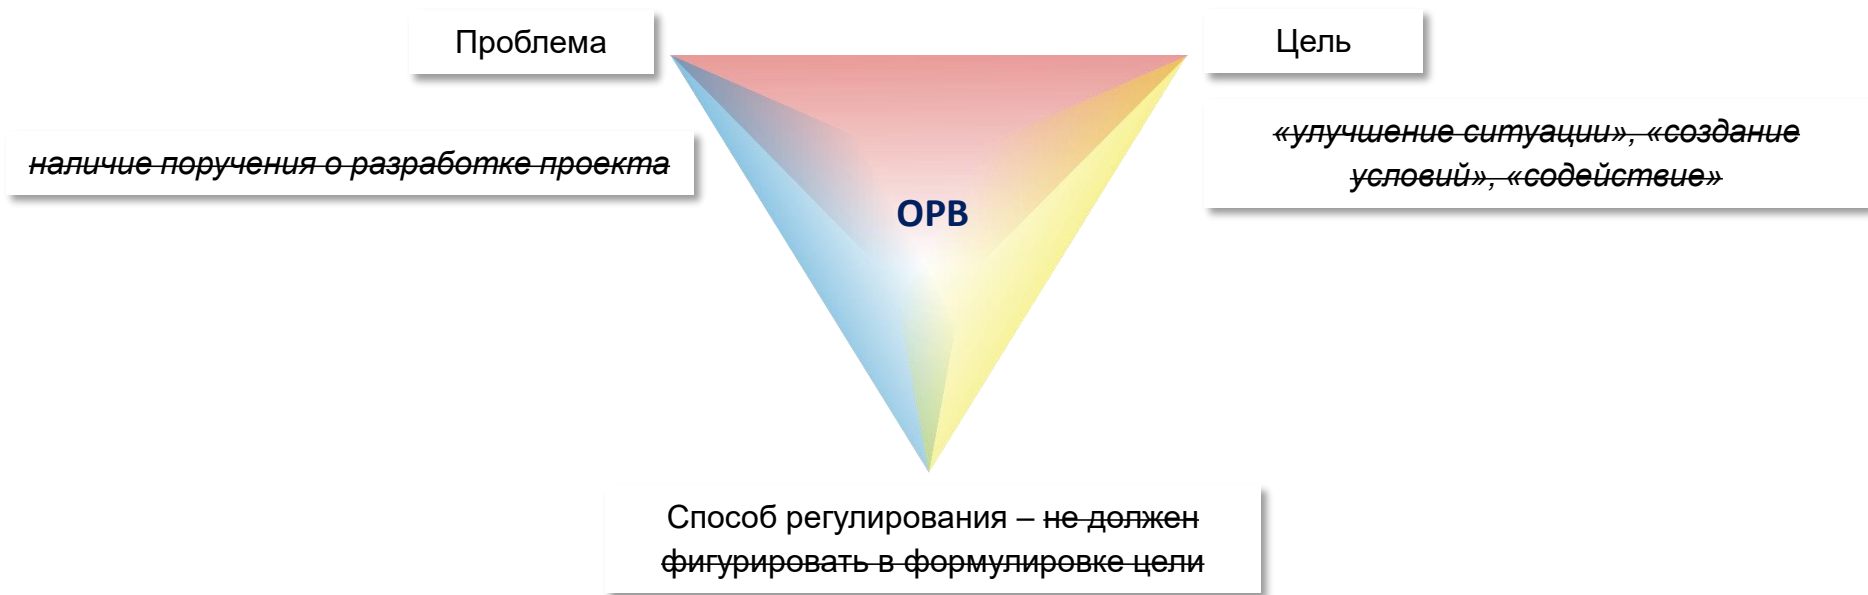 Проблема
Цель
наличие поручения о разработке проекта
«улучшение ситуации», «создание
условий», «содействие»
ОРВ
Способ регулирования – не должен
фигурировать в формулировке цели